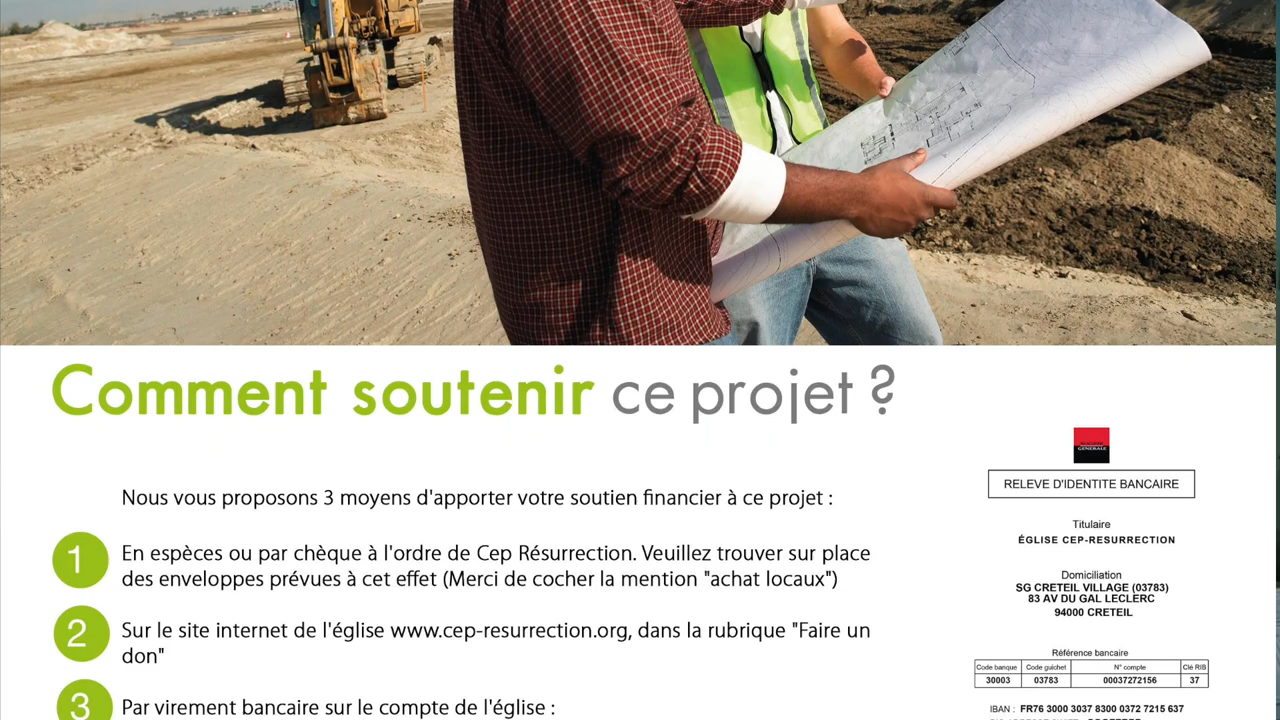 Comment soutenir ce projet ?
Nous vous proposons 3 moyens d'apporter votre soutien financier à ce projet :
1
En espèces ou par chèque à l'ordre de Cep Résurrection. Veuillez trouver sur place
des enveloppes prévues à cet effet (Merci de cocher la mention "achat locaux")
2
Sur le site internet de l'église www.cep-resurrection.org, dans la rubrique "Faire un
don"
3
Par virement bancaire sur le compte de l'église :
GENERALE
RELEVE D'IDENTITE BANCAIRE
Titulaire
ÉGLISE CEP-RESURRECTION
Domiciliation
SG CRETEIL VILLAGE (03783)
83 AV DU GAL LECLERC
94000 CRETEIL
Référence bancaire
Code banque Code guichet N° compte Clé RIB
30003 03783 00037272156 37
IBAN : FR76 3000 3037 8300 0372 7215 637